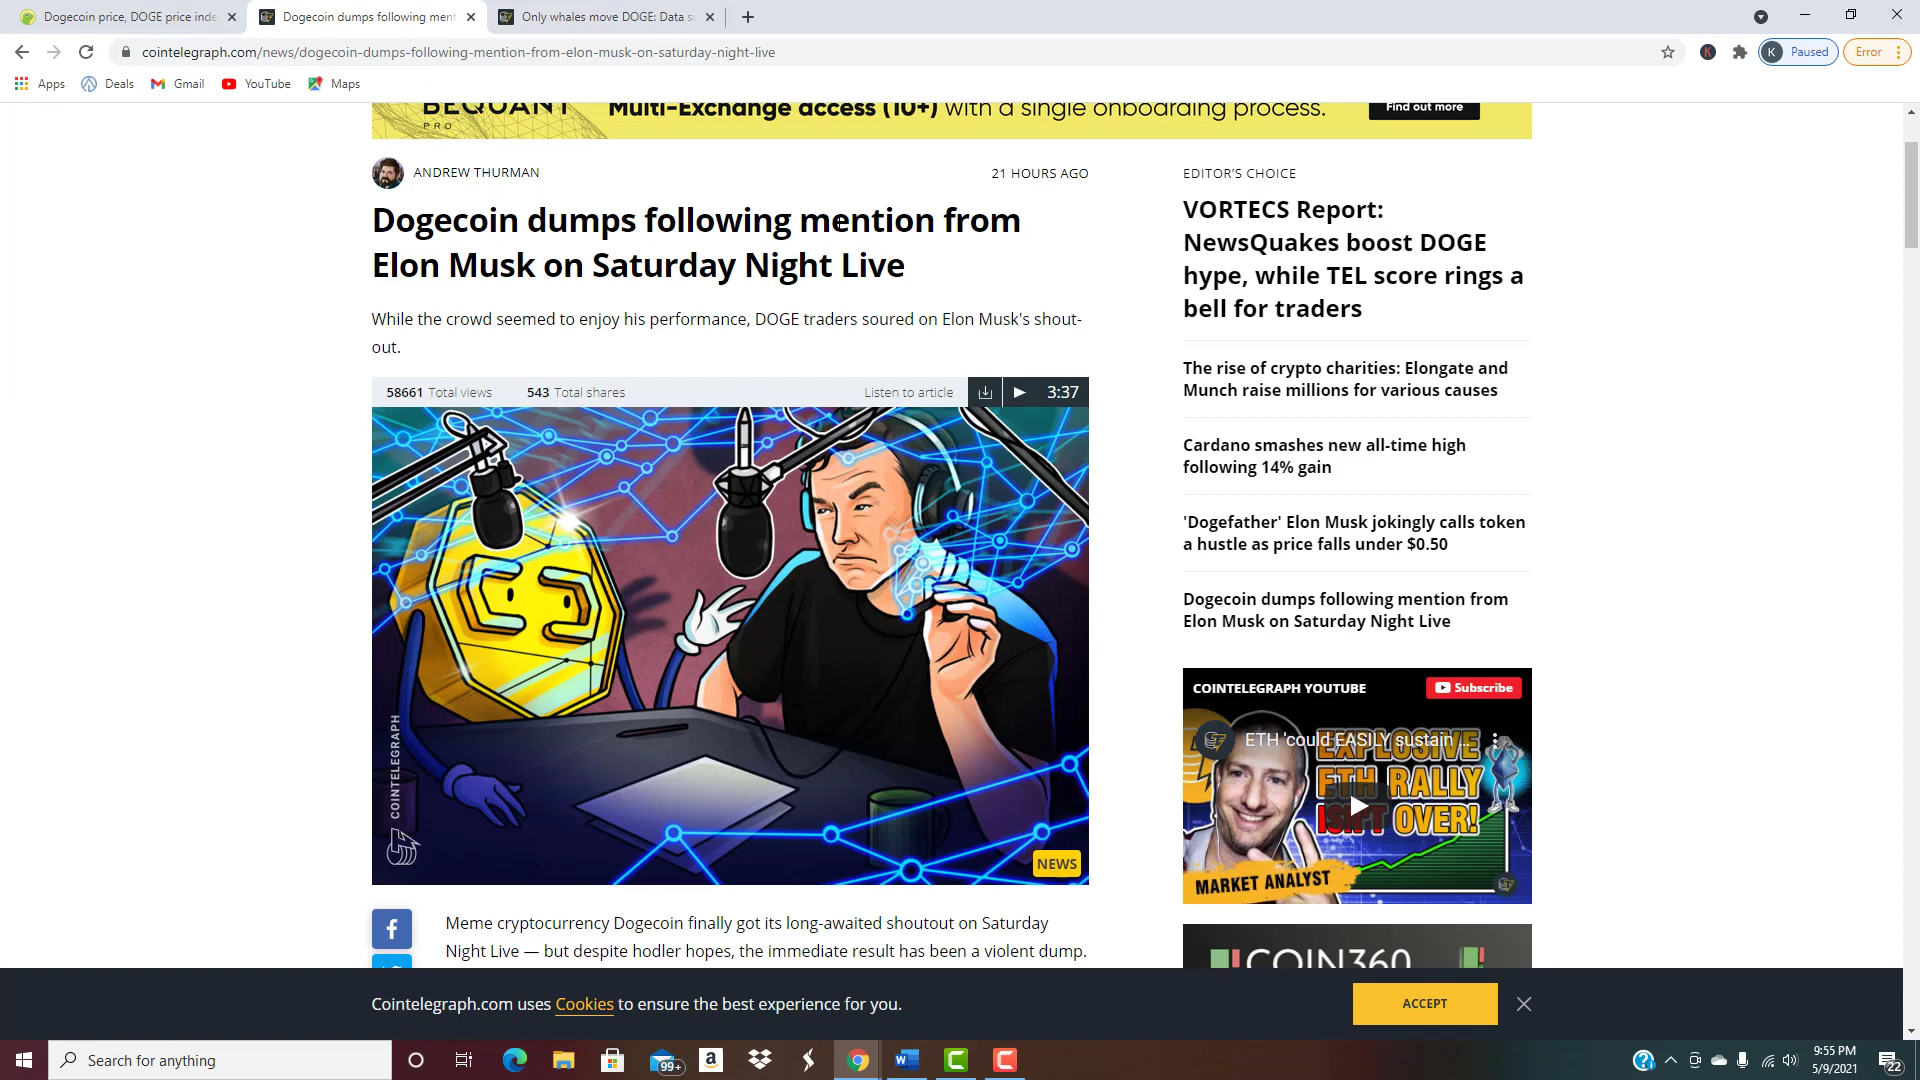 Dogecoin price, DOGE price inde
Dogecoin dumps following ment
Only whales move DOGE: Data s
cointelegraph.com/news/dogecoin-dumps-following-mention-from-elon-musk-on-saturday-night-live
K
K
Paused
Error
Apps
Deals
Gmail
YouTube
Maps
BEQUANT
PRO
Multi-Exchange access (10+) with a single onboarding process.
Find out more
ANDREW THURMAN
21 HOURS AGO
Dogecoin dumps following mention from
Elon Musk on Saturday Night Live
While the crowd seemed to enjoy his performance, DOGE traders soured on Elon Musk's shout-
out.
58661 Total views
543 Total shares
Listen to article
3:37
COINTELEGRAPH
NEWS
Meme cryptocurrency Dogecoin finally got its long-awaited shoutout on Saturday
Night Live — but despite hodler hopes, the immediate result has been a violent dump.
EDITOR'S CHOICE
VORTECS Report:
NewsQuakes boost DOGE
hype, while TEL score rings a
bell for traders
The rise of crypto charities: Elongate and
Munch raise millions for various causes
Cardano smashes new all-time high
following 14% gain
'Dogefather' Elon Musk jokingly calls token
a hustle as price falls under $0.50
Dogecoin dumps following mention from
Elon Musk on Saturday Night Live
COINTELEGRAPH YOUTUBE
Subscribe
ETH 'could EASILY sustain ...
EXPLOSIVE
ETH RALLY
ISN'T OVER!
MARKET ANALYST
COIN360
Cointelegraph.com uses Cookies to ensure the best experience for you.
ACCEPT
Search for anything
99+
9:55 PM
5/9/2021
22